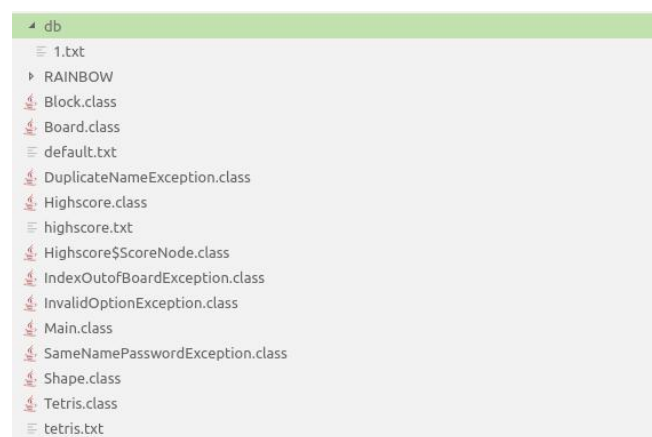 db
1.txt
RAINBOW
Block.class
Board.class
default.txt
DuplicateNameException.class
Highscore.class
highscore.txt
Highscore$ScoreNode.class
IndexOutofBoardException.class
InvalidOptionException.class
Main.class
SameNamePasswordException.class
Shape.class
Tetris.class
tetris.txt